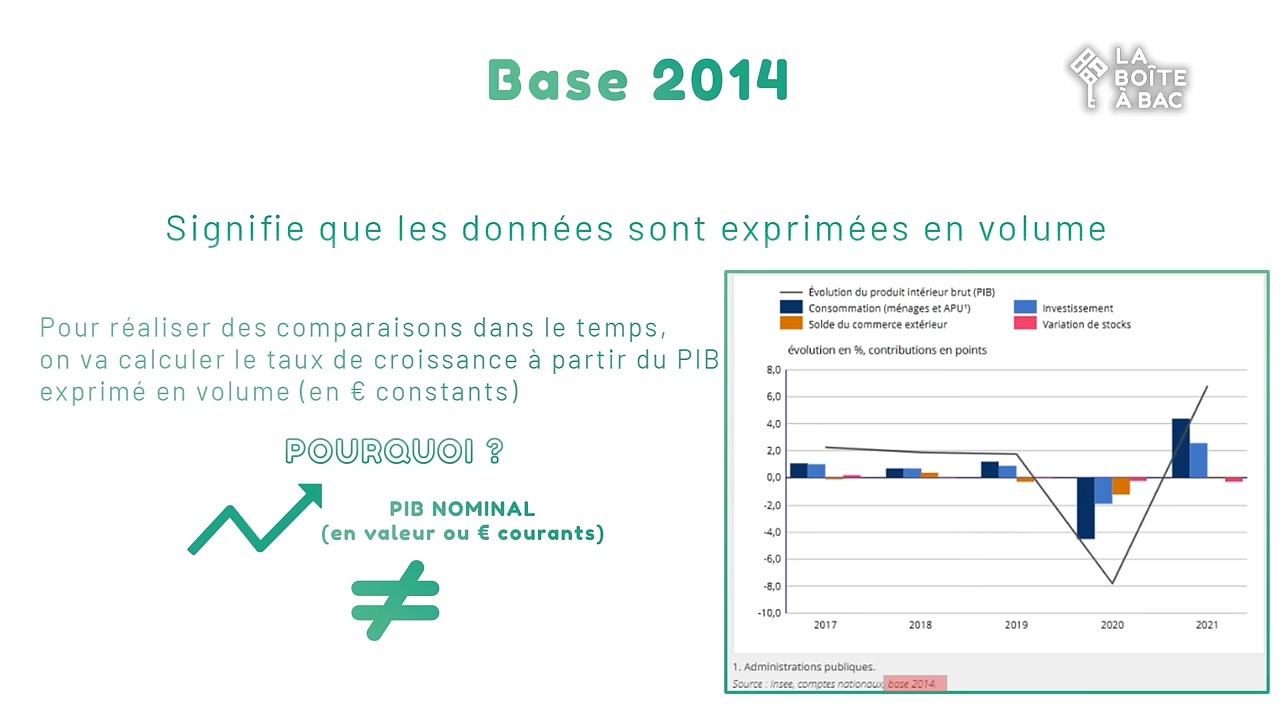 Base 2014
LA
BOÎTE
À BAC
Signifie que les données sont exprimées en volume
Pour réaliser des comparaisons dans le temps,
on va calculer le taux de croissance à partir du PIB
exprimé en volume (en € constants)
POURQUOI ?
PIB NOMINAL
(en valeur ou € courants)
Évolution du produit intérieur brut (PIB)
Consommation (ménages et APU¹) Investissement
Solde du commerce extérieur Variation de stocks
évolution en %, contributions en points
8,0
6,0
4,0
2,0
0,0
-2,0
-4,0
-6,0
-8,0
-10,0
2017 2018 2019 2020 2021
1. Administrations publiques.
Source : Insee, comptes nationaux, base 2014.